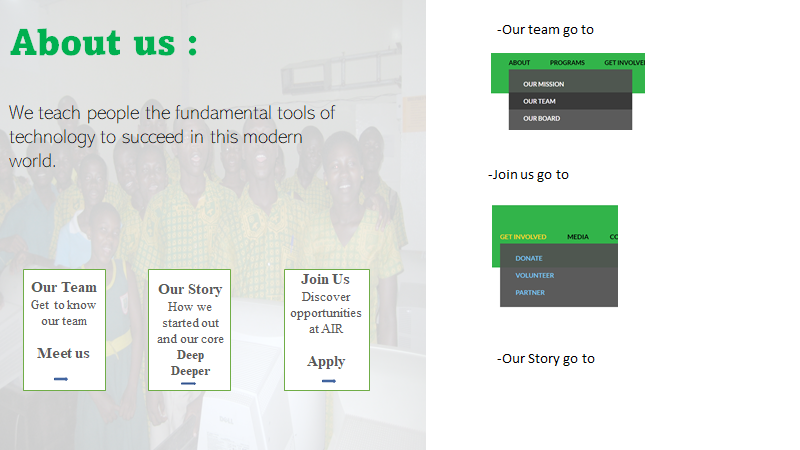 About us :
We teach people the fundamental tools of
technology to succeed in this modern
world.
Our Team
Get to know
our team
Meet us
Our Story
How we
started out
and our core
Deep
Deeper
Join Us
Discover
opportunities
at AIR
Apply
-Our team go to
ABOUT PROGRAMS GET INVOLVE
OUR MISSION
OUR TEAM
OUR BOARD
-Join us go to
GET INVOLVED MEDIA CO
DONATE
VOLUNTEER
PARTNER
-Our Story go to